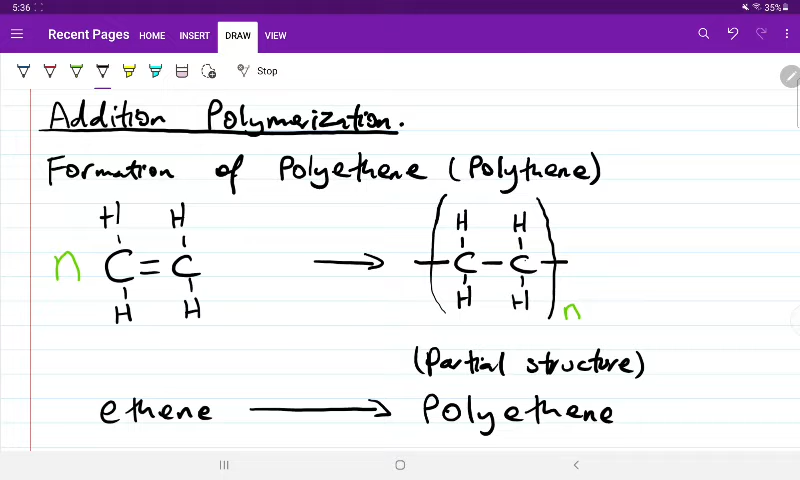 5:36 35%
Recent Pages HOME INSERT DRAW VIEW
Stop
Addition Polymerization.
Formation of Polyethene (Polythene)
H H H H
n C = C → ( C - C )
H H H H n
(Partial structure)
ethene → Polyethene